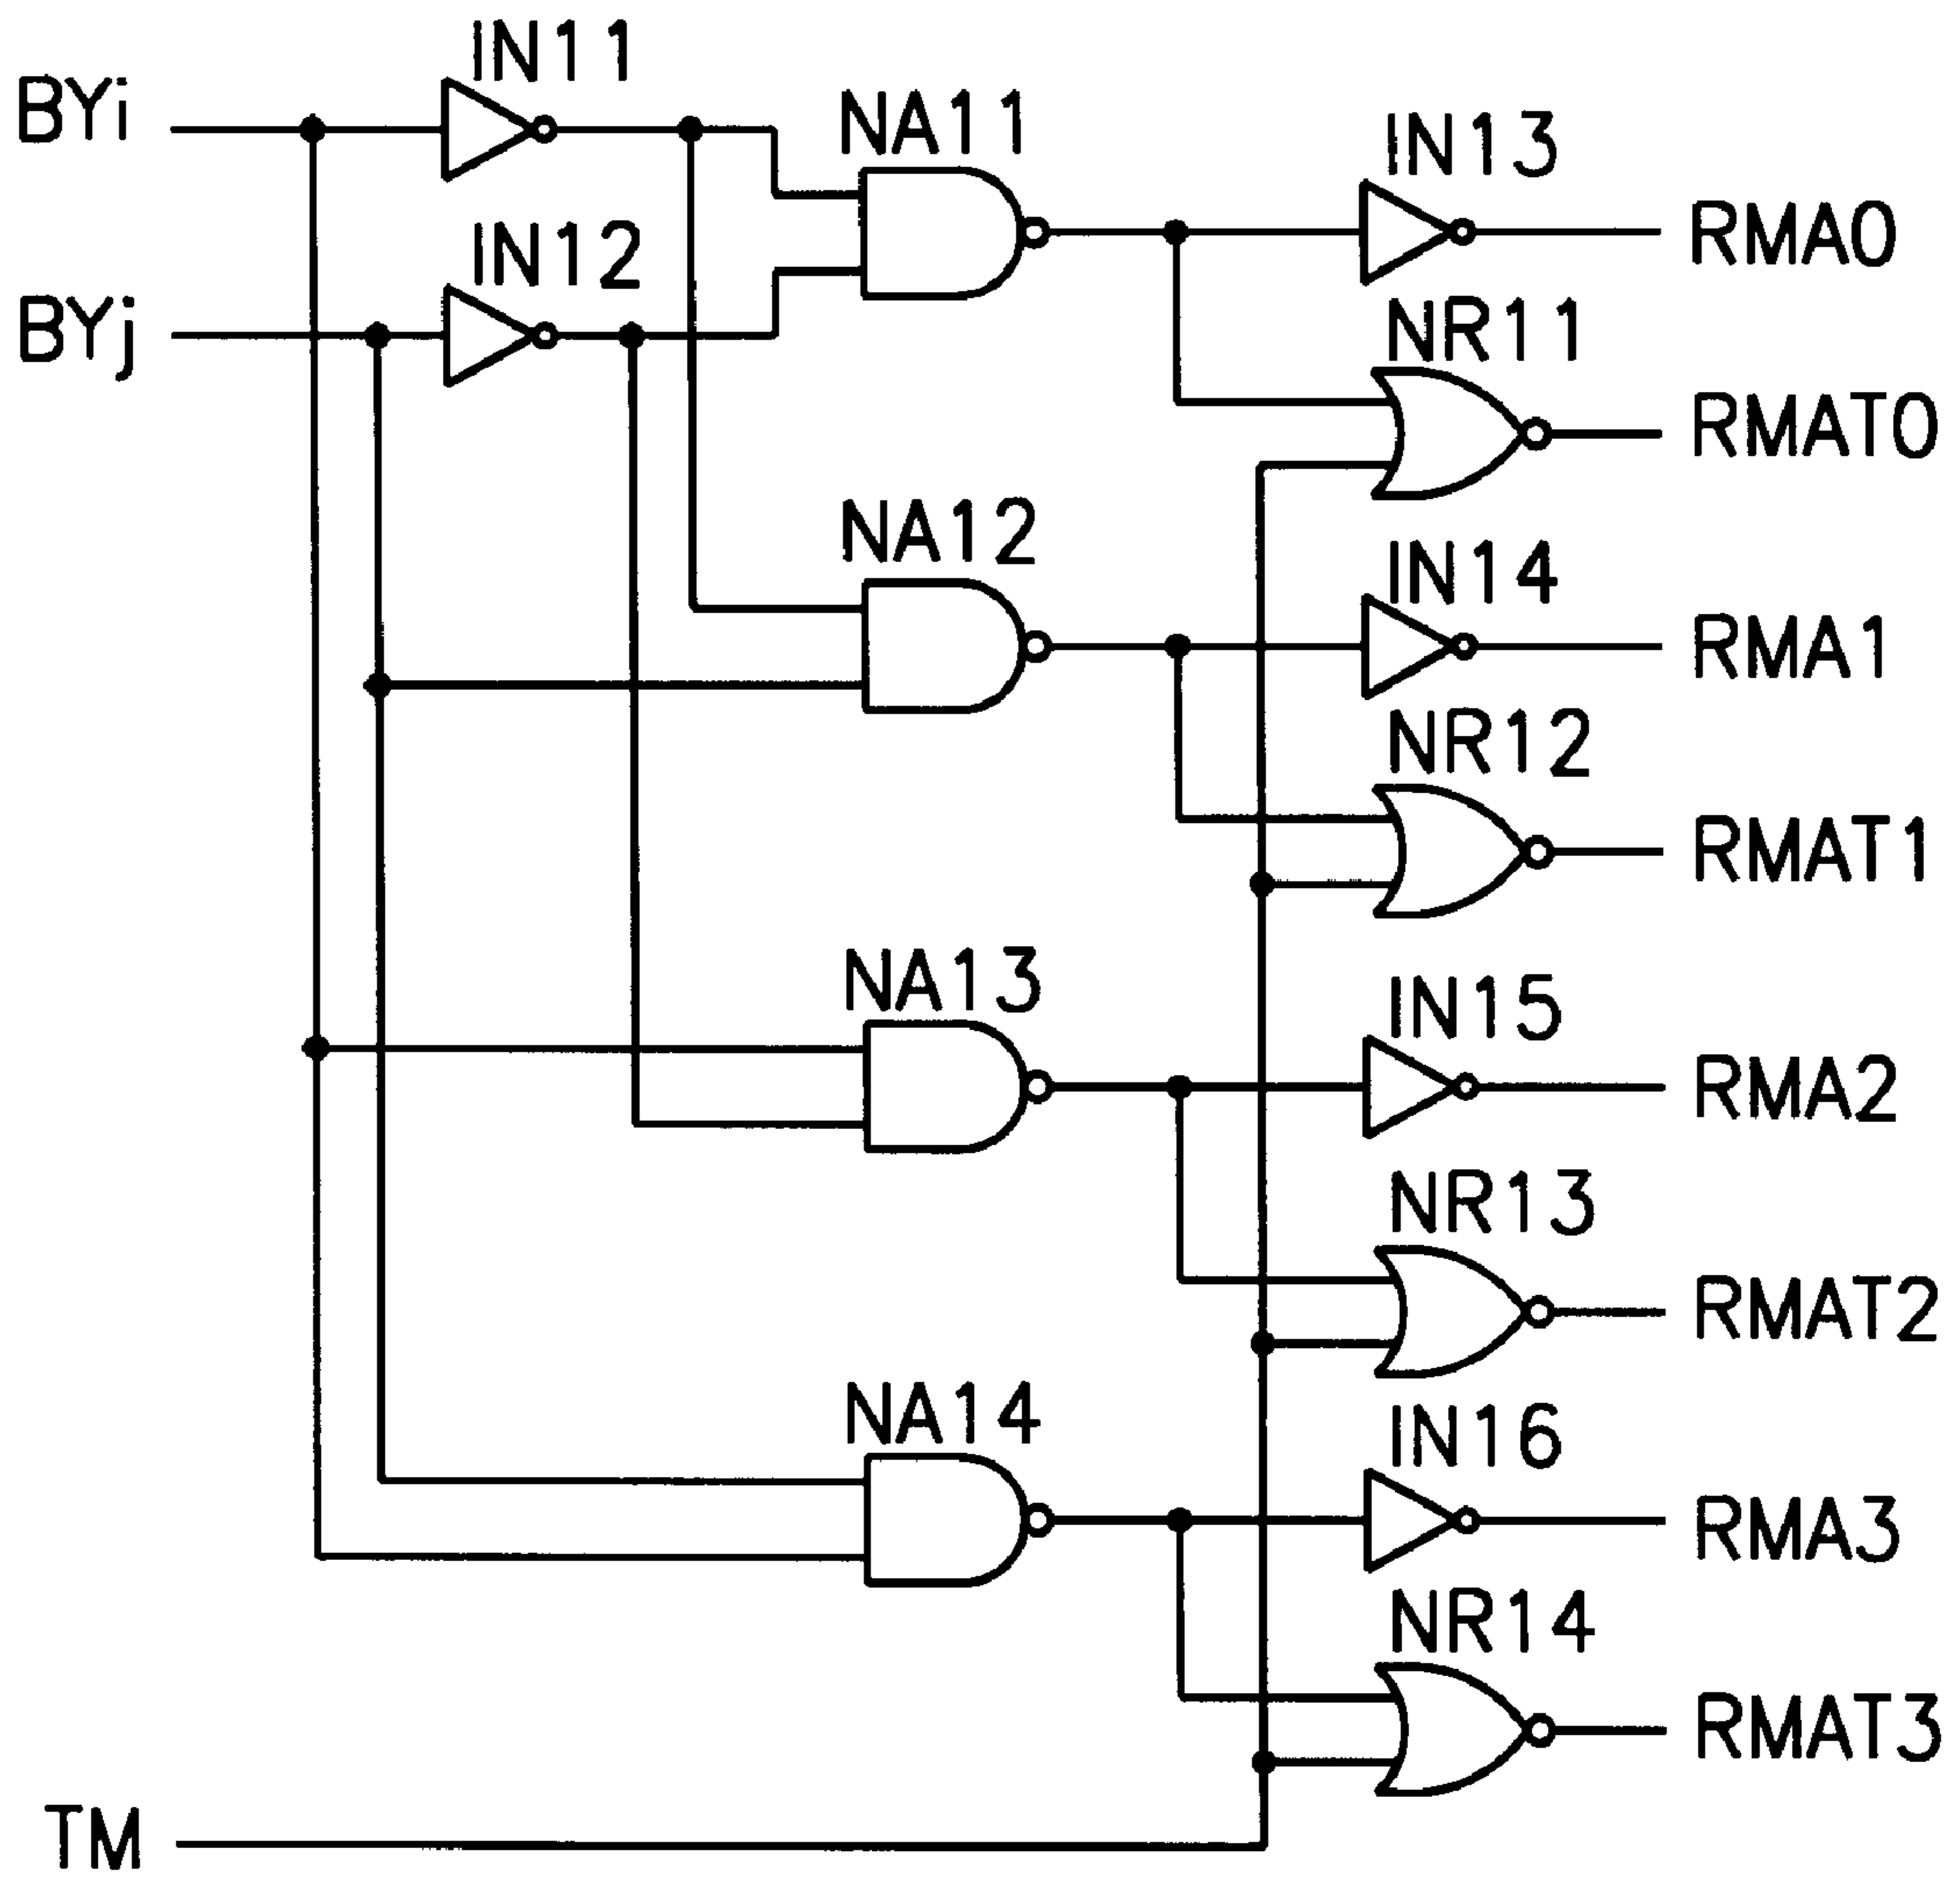 IN11
BYi
NA11
IN13
RMA0
IN12
BYj
NR11
RMAT0
NA12
IN14
RMA1
NR12
RMAT1
NA13
IN15
RMA2
NR13
RMAT2
NA14
IN16
RMA3
NR14
RMAT3
TM